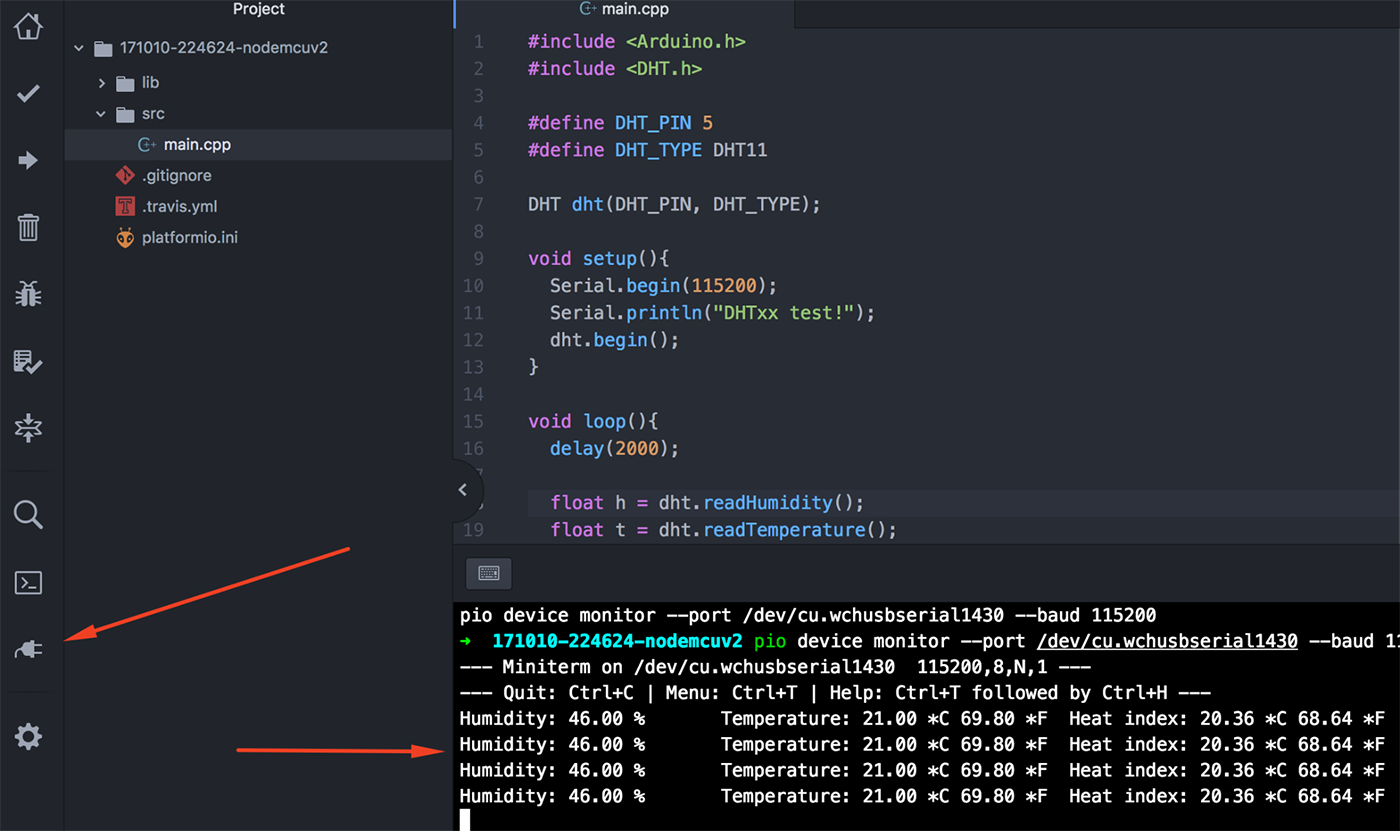 Project
171010-224624-nodemcuv2
lib
src
main.cpp
.gitignore
.travis.yml
platformio.ini
main.cpp
1 #include <Arduino.h>
2 #include <DHT.h>
3
4 #define DHT_PIN 5
5 #define DHT_TYPE DHT11
6
7 DHT dht(DHT_PIN, DHT_TYPE);
8
9 void setup(){
10 Serial.begin(115200);
11 Serial.println("DHTxx test!");
12 dht.begin();
13 }
14
15 void loop(){
16 delay(2000);
float h = dht.readHumidity();
19 float t = dht.readTemperature();
pio device monitor --port /dev/cu.wchusbserial1430 --baud 115200
➜ 171010-224624-nodemcuv2 pio device monitor --port /dev/cu.wchusbserial1430 --baud 11
--- Miniterm on /dev/cu.wchusbserial1430 115200,8,N,1 ---
--- Quit: Ctrl+C | Menu: Ctrl+T | Help: Ctrl+T followed by Ctrl+H ---
Humidity: 46.00 % Temperature: 21.00 *C 69.80 *F Heat index: 20.36 *C 68.64 *F
Humidity: 46.00 % Temperature: 21.00 *C 69.80 *F Heat index: 20.36 *C 68.64 *F
Humidity: 46.00 % Temperature: 21.00 *C 69.80 *F Heat index: 20.36 *C 68.64 *F
Humidity: 46.00 % Temperature: 21.00 *C 69.80 *F Heat index: 20.36 *C 68.64 *F